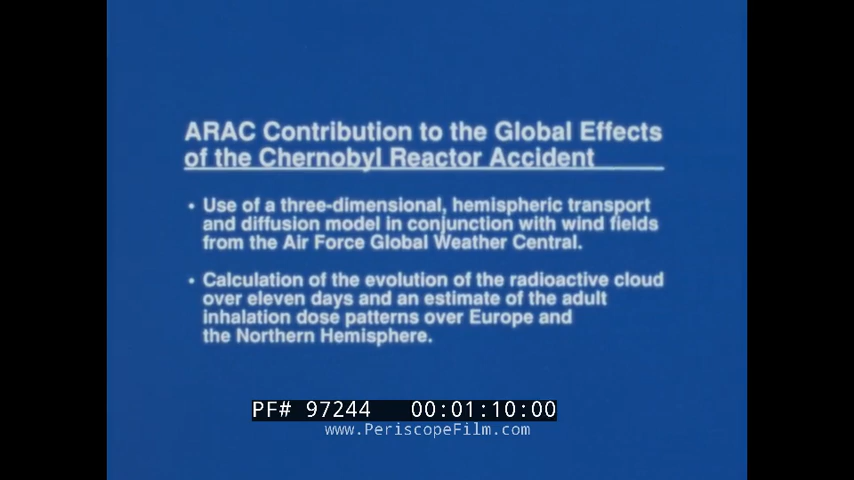 ARAC Contribution to the Global Effects
of the Chernobyl Reactor Accident
• Use of a three-dimensional, hemispheric transport
and diffusion model in conjunction with wind fields
from the Air Force Global Weather Central.
• Calculation of the evolution of the radioactive cloud
over eleven days and an estimate of the adult
inhalation dose patterns over Europe and
the Northern Hemisphere.
PF# 97244 00:01:10:00
www.PeriscopeFilm.com